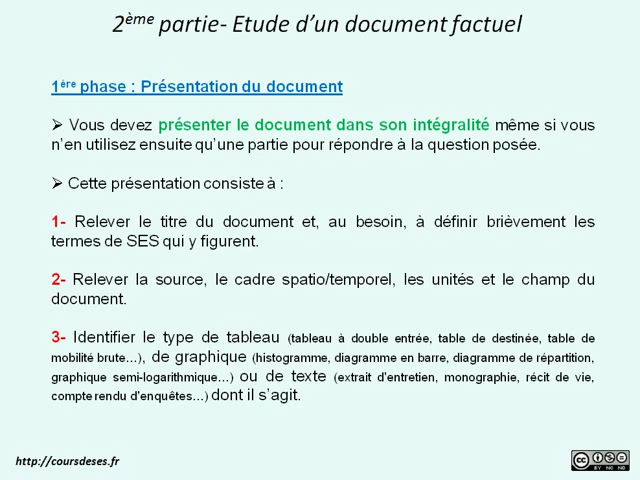 2ème partie- Etude d’un document factuel
1ère phase : Présentation du document
➢ Vous devez présenter le document dans son intégralité même si vous
n’en utilisez ensuite qu’une partie pour répondre à la question posée.
➢ Cette présentation consiste à :
1- Relever le titre du document et, au besoin, à définir brièvement les
termes de SES qui y figurent.
2- Relever la source, le cadre spatio/temporel, les unités et le champ du
document.
3- Identifier le type de tableau (tableau à double entrée, table de destinée, table de
mobilité brute…), de graphique (histogramme, diagramme en barre, diagramme de répartition,
graphique semi-logarithmique…) ou de texte (extrait d'entretien, monographie, récit de vie,
compte rendu d'enquêtes…) dont il s’agit.
http://coursdeses.fr
cc
BY NC ND